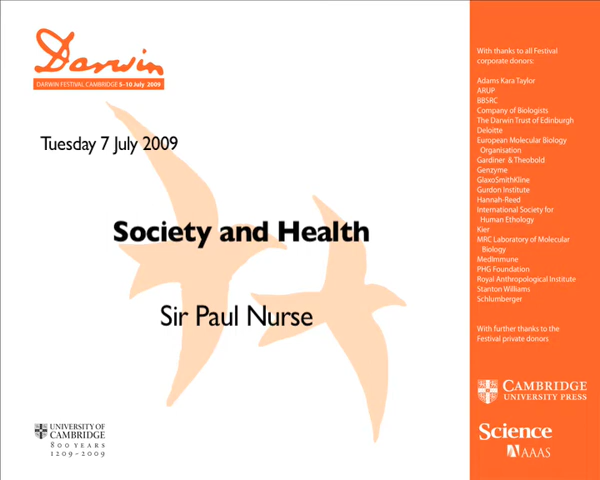 Darwin
DARWIN FESTIVAL CAMBRIDGE 5–10 July 2009
Tuesday 7 July 2009
Society and Health
Sir Paul Nurse
UNIVERSITY OF
CAMBRIDGE
800 YEARS
1209–2009
With thanks to all Festival
corporate donors:
Adams Kara Taylor
ARUP
BBSRC
Company of Biologists
The Darwin Trust of Edinburgh
Deloitte
European Molecular Biology
Organisation
Gardiner & Theobold
Genzyme
GlaxoSmithKline
Gurdon Institute
Hannah-Reed
International Society for
Human Ethology
Kier
MRC Laboratory of Molecular
Biology
MedImmune
PHG Foundation
Royal Anthropological Institute
Stanton Williams
Schlumberger
With further thanks to the
Festival private donors
CAMBRIDGE
UNIVERSITY PRESS
Science
AAAS